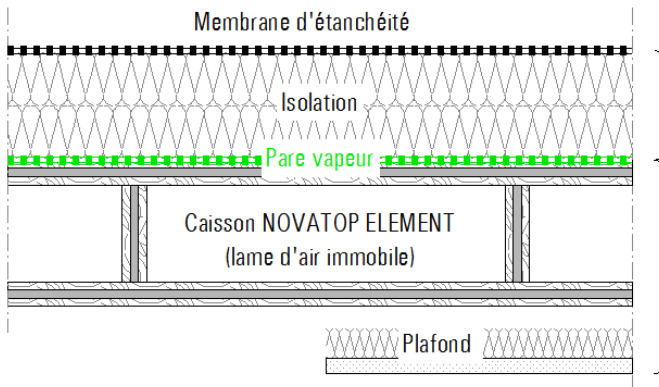 Membrane d'étanchéité
Isolation
Pare vapeur
Caisson NOVATOP ELEMENT
(lame d'air immobile)
Plafond